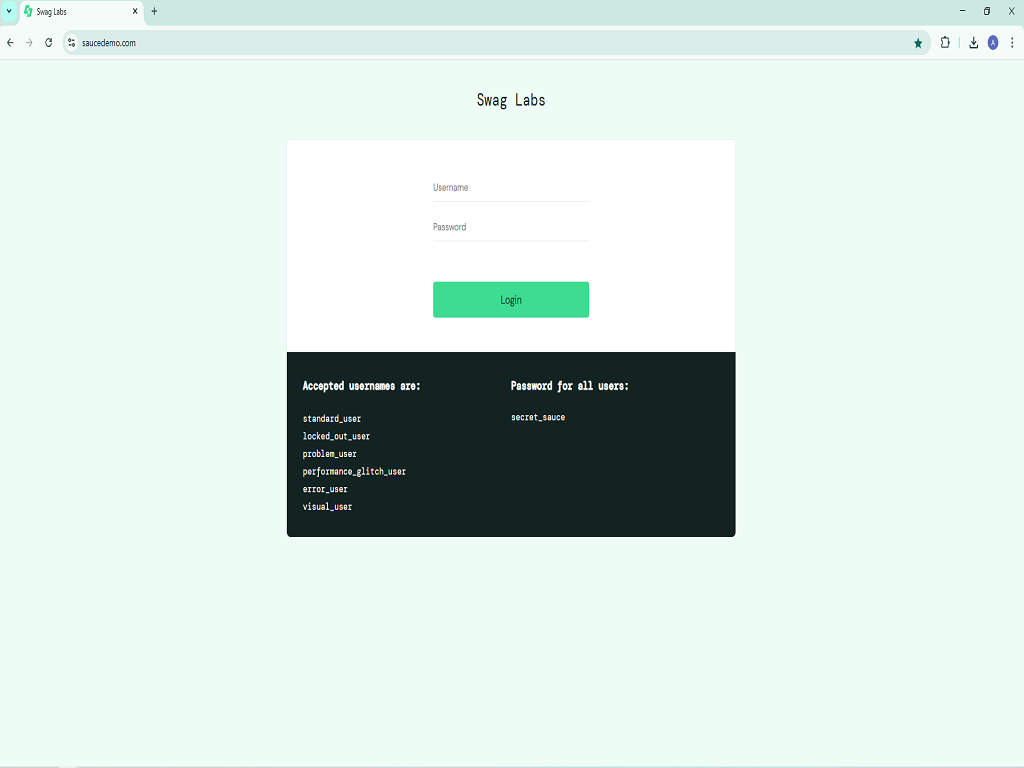 Swag Labs
saucedemo.com
A
Swag Labs
Username
Password
Login
Accepted usernames are:
standard_user
locked_out_user
problem_user
performance_glitch_user
error_user
visual_user
Password for all users:
secret_sauce